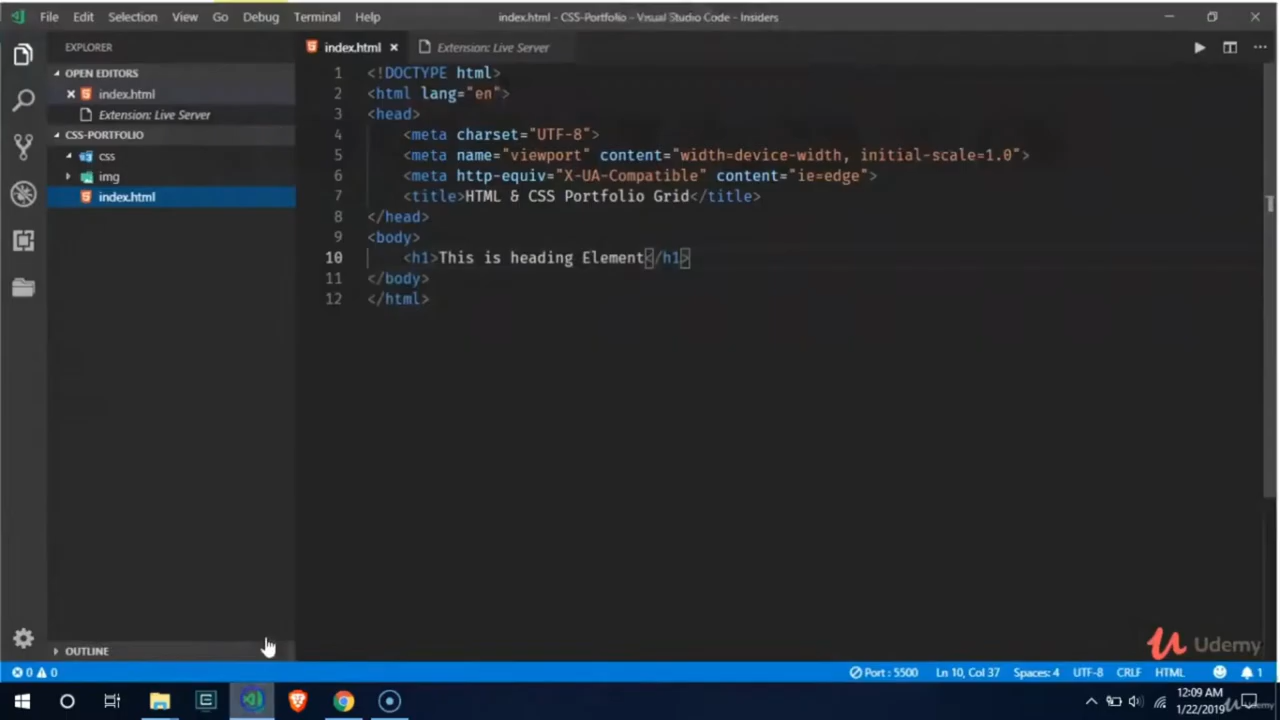 File Edit Selection View Go Debug Terminal Help
index.html - CSS-Portfolio - Visual Studio Code - Insiders
EXPLORER
OPEN EDITORS
index.html
Extension: Live Server
CSS-PORTFOLIO
css
img
index.html
OUTLINE
index.html Extension: Live Server
1 <!DOCTYPE html>
2 <html lang="en">
3 <head>
4 <meta charset="UTF-8">
5 <meta name="viewport" content="width=device-width, initial-scale=1.0">
6 <meta http-equiv="X-UA-Compatible" content="ie=edge">
7 <title>HTML & CSS Portfolio Grid</title>
8 </head>
9 <body>
10 <h1>This is heading Element</h1>
11 </body>
12 </html>
Udemy
0 0 Port : 5500 Ln 10, Col 37 Spaces: 4 UTF-8 CRLF HTML 1
12:09 AM
1/22/2019
Udemy